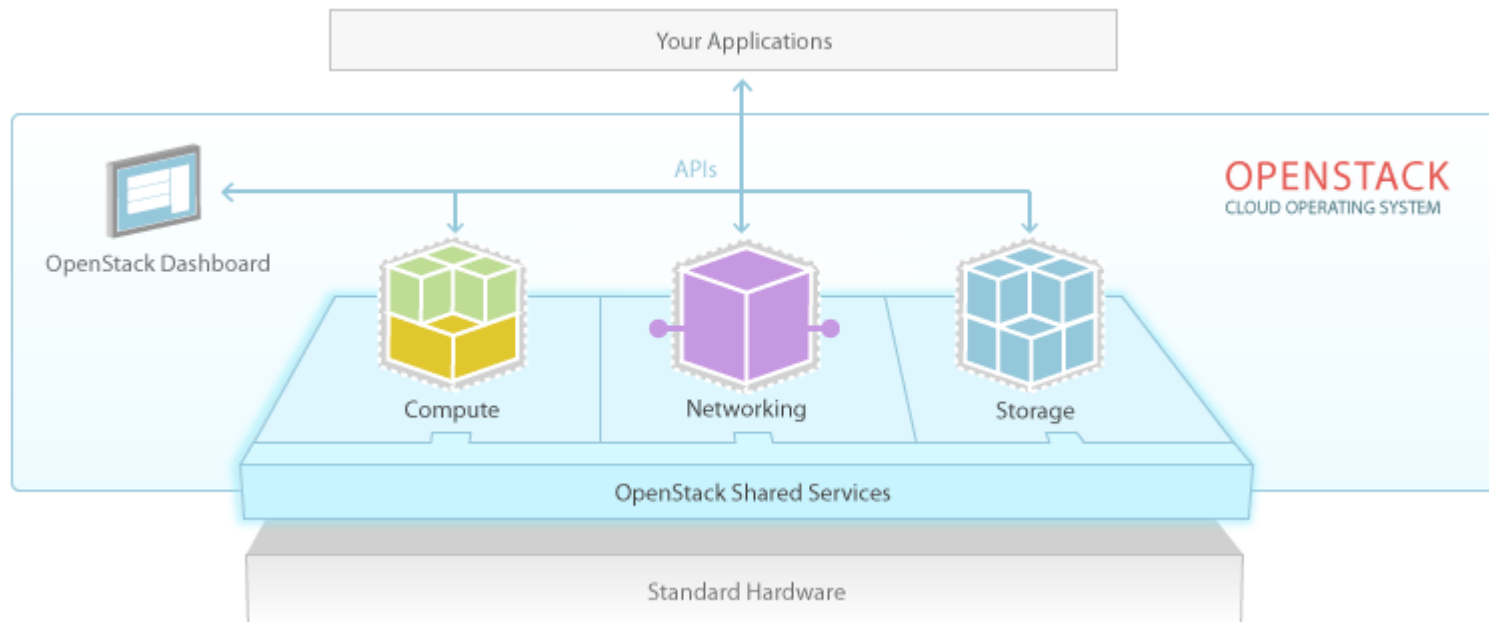 Your Applications
APIs
OPENSTACK
CLOUD OPERATING SYSTEM
OpenStack Dashboard
Compute
Networking
Storage
OpenStack Shared Services
Standard Hardware